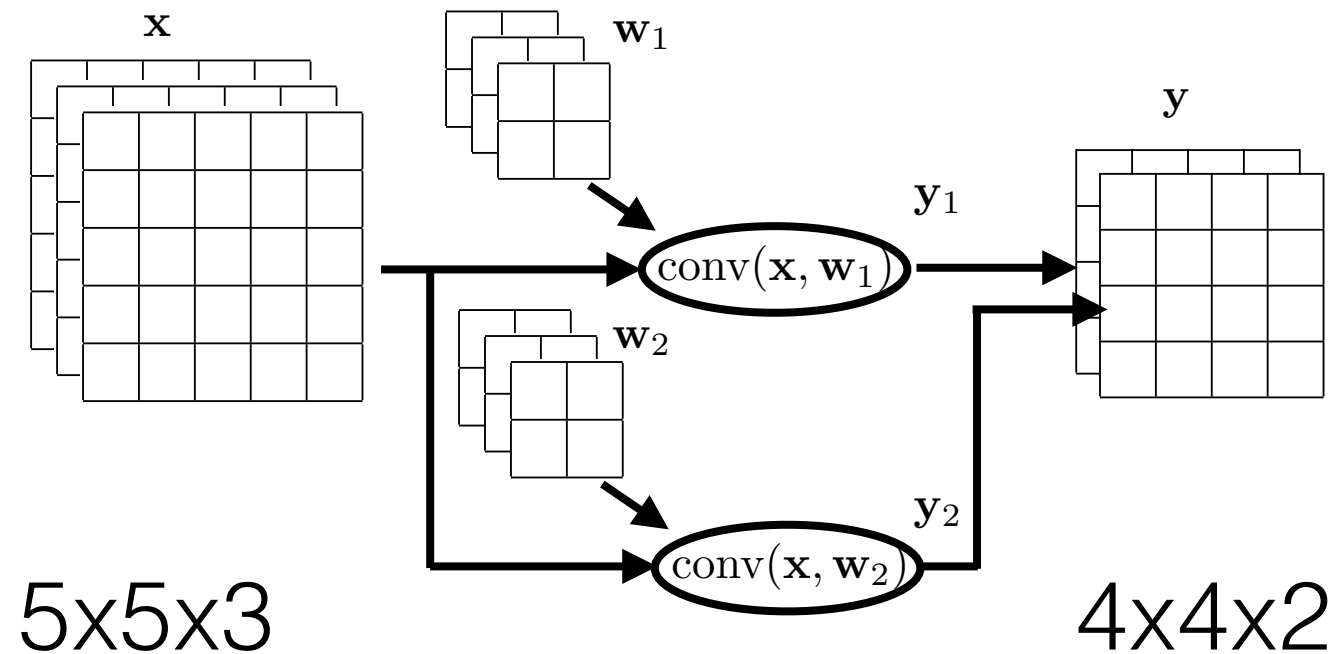 x
w₁
y
y₁
conv(x, w₁)
w₂
y₂
conv(x, w₂)
5x5x3
4x4x2